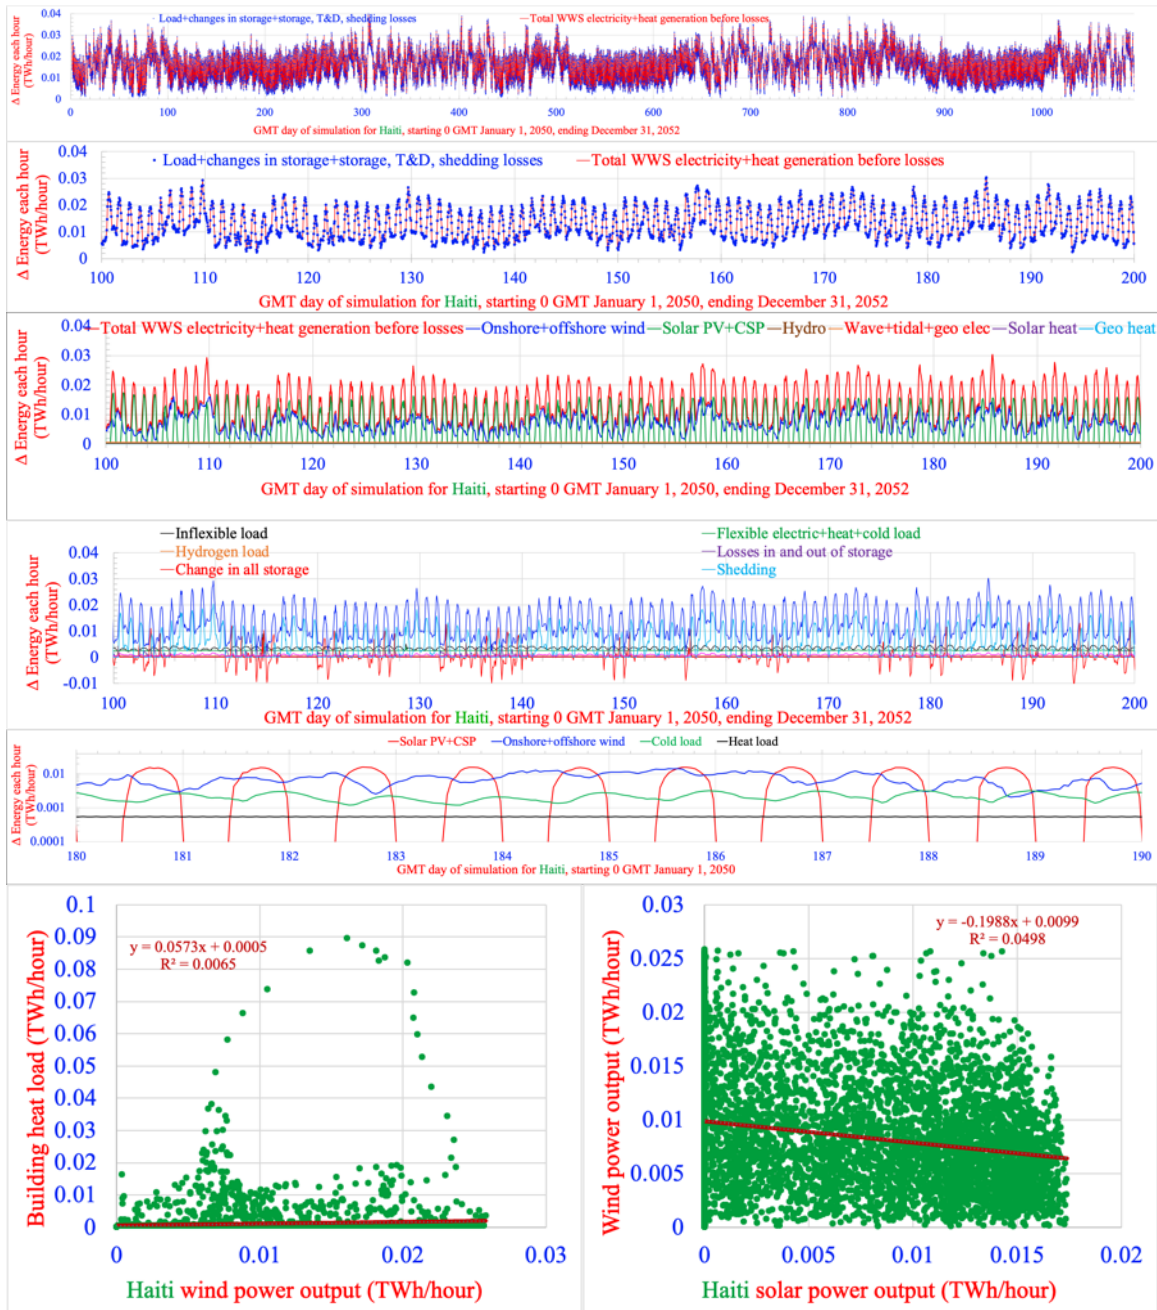 Load+changes in storage+storage, T&D, shedding losses
Total WWS electricity+heat generation before losses
Δ Energy each hour
(TWh/hour)
0.04
0.03
0.02
0.01
0
0 100 200 300 400 500 600 700 800 900 1000
GMT day of simulation for Haiti, starting 0 GMT January 1, 2050, ending December 31, 2052
Load+changes in storage+storage, T&D, shedding losses
Total WWS electricity+heat generation before losses
Δ Energy each hour
(TWh/hour)
0.04
0.03
0.02
0.01
0
100 110 120 130 140 150 160 170 180 190 200
GMT day of simulation for Haiti, starting 0 GMT January 1, 2050, ending December 31, 2052
Total WWS electricity+heat generation before losses
Onshore+offshore wind
Solar PV+CSP
Hydro
Wave+tidal+geo elec
Solar heat
Geo heat
Δ Energy each hour
(TWh/hour)
0.04
0.03
0.02
0.01
0
100 110 120 130 140 150 160 170 180 190 200
GMT day of simulation for Haiti, starting 0 GMT January 1, 2050, ending December 31, 2052
Inflexible load
Flexible electric+heat+cold load
Hydrogen load
Losses in and out of storage
Change in all storage
Shedding
Δ Energy each hour
(TWh/hour)
0.04
0.03
0.02
0.01
0
-0.01
100 110 120 130 140 150 160 170 180 190 200
GMT day of simulation for Haiti, starting 0 GMT January 1, 2050, ending December 31, 2052
Solar PV+CSP
Onshore+offshore wind
Cold load
Heat load
Δ Energy each hour
(TWh/hour)
0.01
0.001
0.0001
180 181 182 183 184 185 186 187 188 189 190
GMT day of simulation for Haiti, starting 0 GMT January 1, 2050
Building heat load (TWh/hour)
0.1
0.09
0.08
0.07
0.06
0.05
0.04
0.03
0.02
0.01
0
y = 0.0573x + 0.0005
R² = 0.0065
0 0.01 0.02 0.03
Haiti wind power output (TWh/hour)
Wind power output (TWh/hour)
0.03
0.025
0.02
0.015
0.01
0.005
0
y = -0.1988x + 0.0099
R² = 0.0498
0 0.005 0.01 0.015 0.02
Haiti solar power output (TWh/hour)